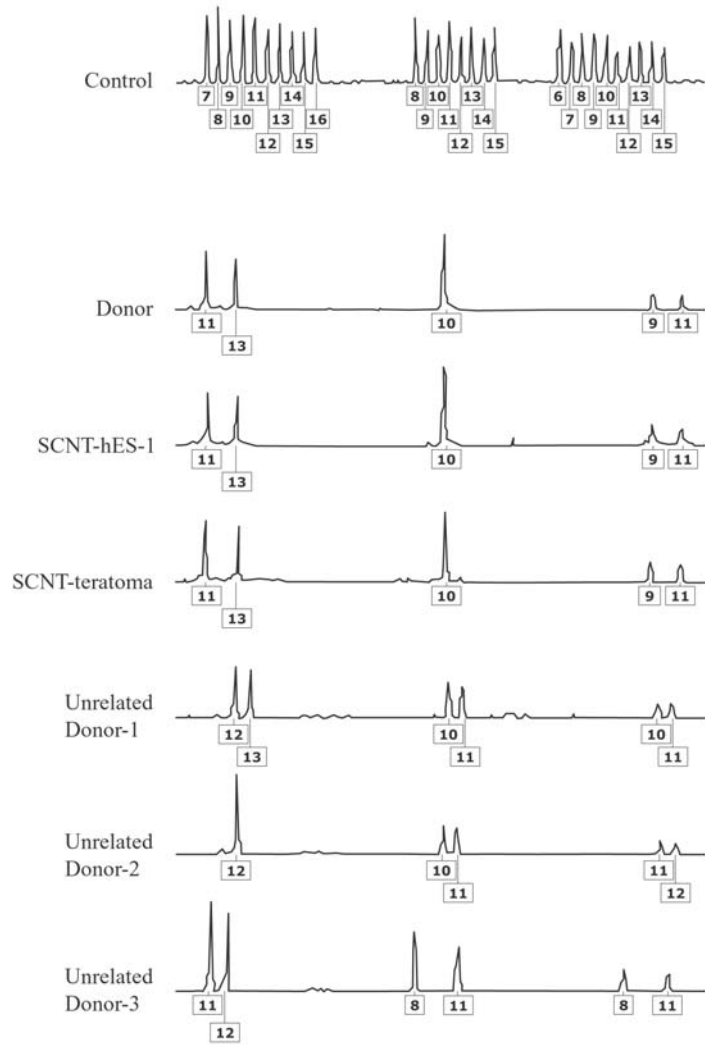 Control
7 9 11 13 14 16 8 10 11 13 14 15 6 8 10 13 15
8 10 12 15 9 12 7 9 11 12 14
Donor
11 10 9 11
13
SCNT-hES-1
11 10 9 11
13
SCNT-teratoma
11 10 9 11
13
Unrelated
Donor-1
12 10 10
13 11 11
Unrelated
Donor-2
12 10 11
11 12
Unrelated
Donor-3
11 8 11 8 11
12